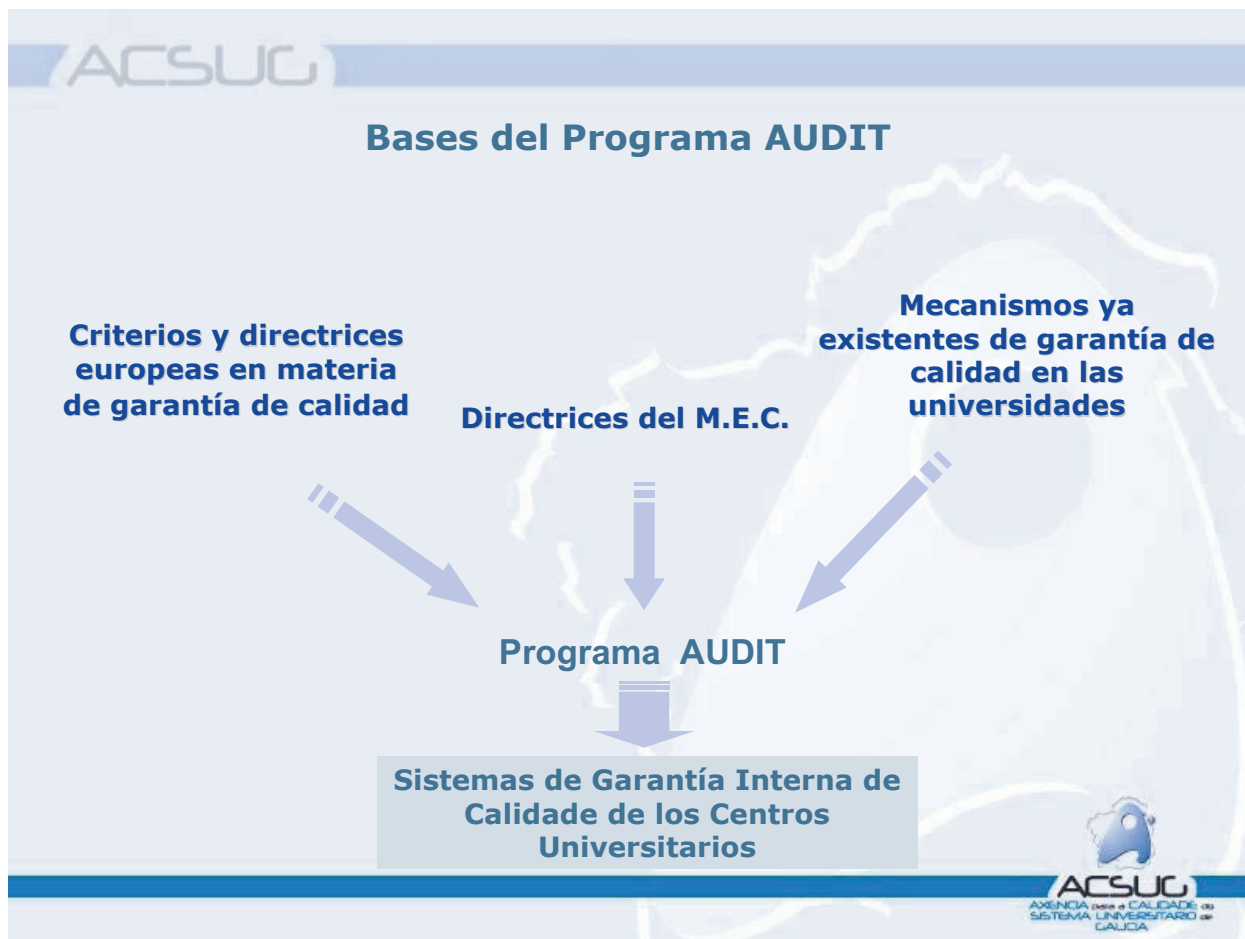 ACSUG
Bases del Programa AUDIT
Criterios y directrices
europeas en materia
de garantía de calidad
Directrices del M.E.C.
Mecanismos ya
existentes de garantía de
calidad en las
universidades
Programa AUDIT
Sistemas de Garantía Interna de
Calidade de los Centros
Universitarios
ACSUG
AXENCIA para a CALIDADE do
SISTEMA UNIVERSITARIO de
GALICIA